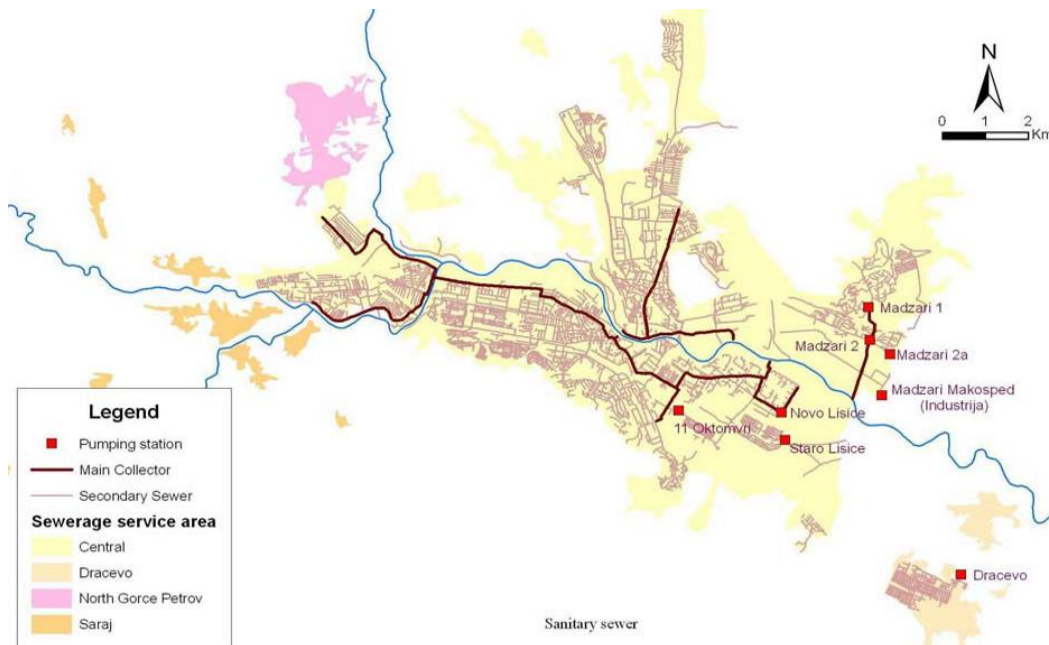 N
0 1 2
Km
Madzari 1
Madzari 2
Madzari 2a
Madzari Makosped
(Industrija)
Novo Lisice
11 Oktomvri
Staro Lisice
Dracevo
Legend
Pumping station
Main Collector
Secondary Sewer
Sewerage service area
Central
Dracevo
North Gorce Petrov
Saraj
Sanitary sewer